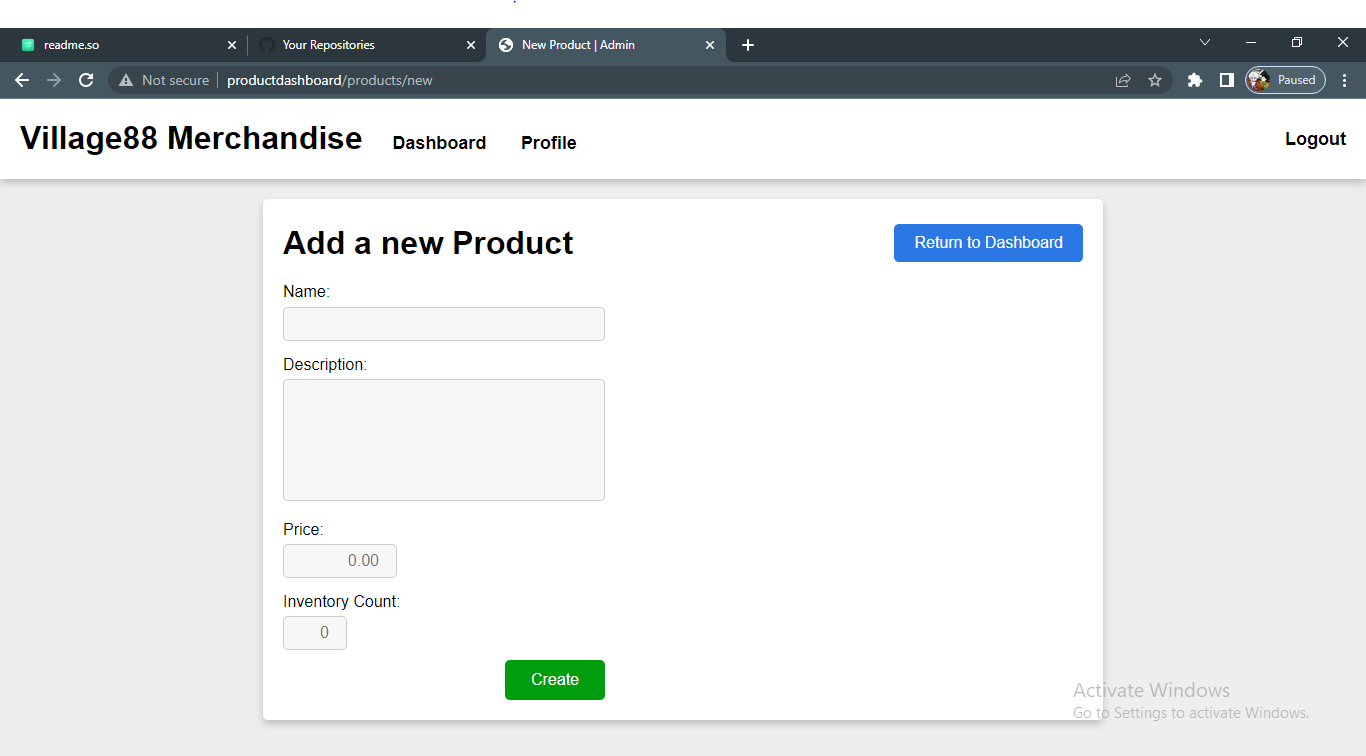 readme.so
Your Repositories
New Product | Admin
Not secure
productdashboard/products/new
Paused
Village88 Merchandise
Dashboard
Profile
Logout
Add a new Product
Return to Dashboard
Name:
Description:
Price:
0.00
Inventory Count:
0
Create
Activate Windows
Go to Settings to activate Windows.